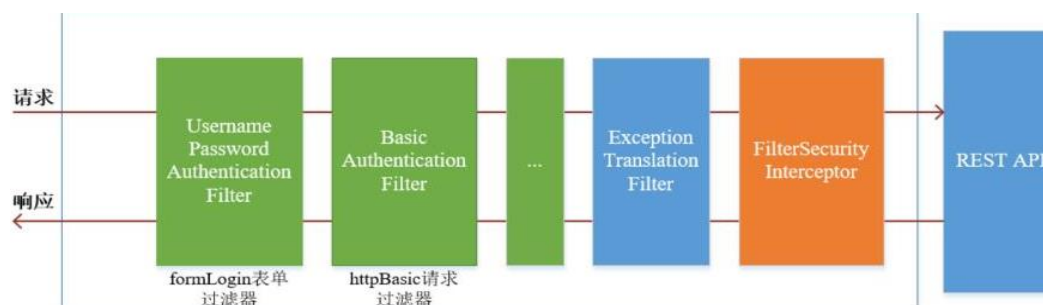 请求
响应
Username
Password
Authentication
Filter
formLogin表单
过滤器
Basic
Authentication
Filter
httpBasic请求
过滤器
...
Exception
Translation
Filter
FilterSecurity
Interceptor
REST API